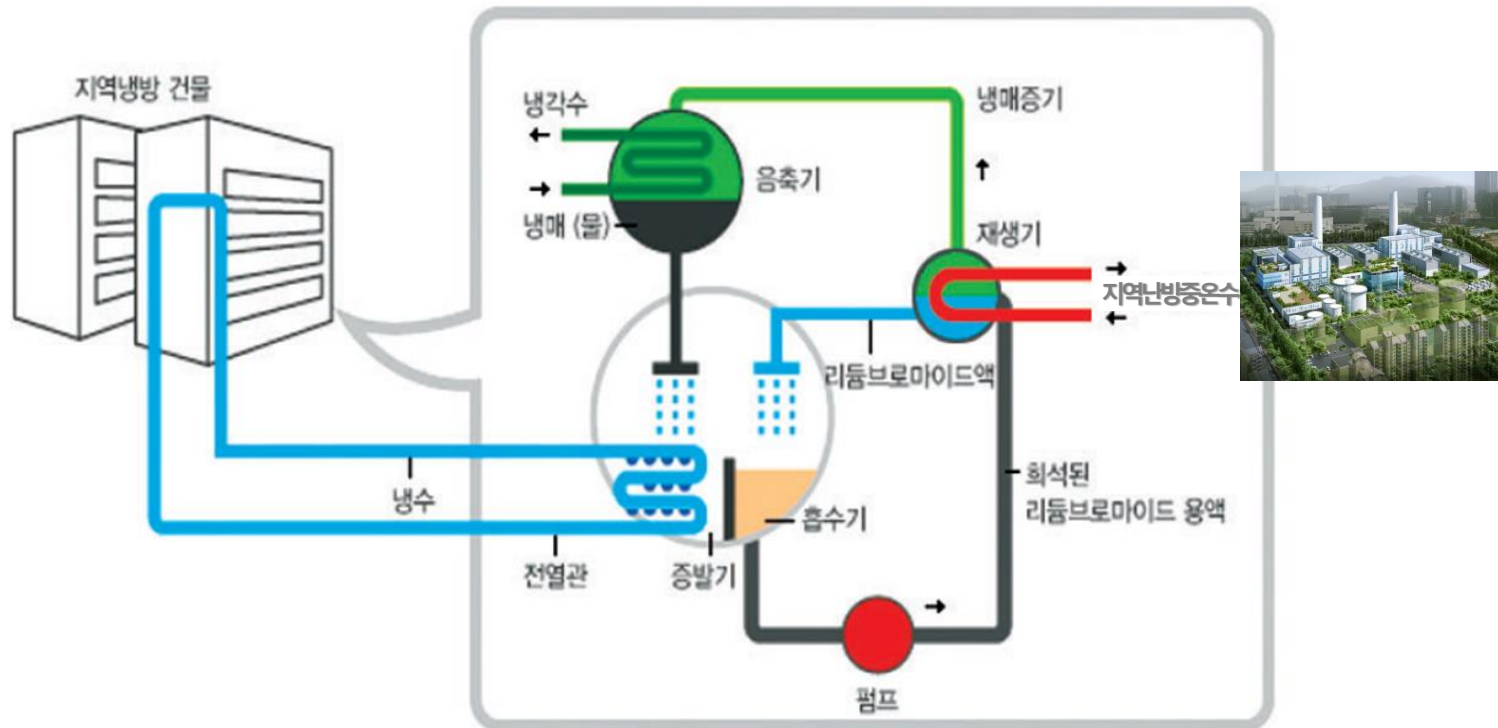 지역냉방 건물
냉각수
냉매증기
음축기
냉매 (물)
재생기
지역난방중온수
리듐브로마이드액
냉수
흡수기
희석된
리듐브로마이드 용액
전열관
증발기
펌프